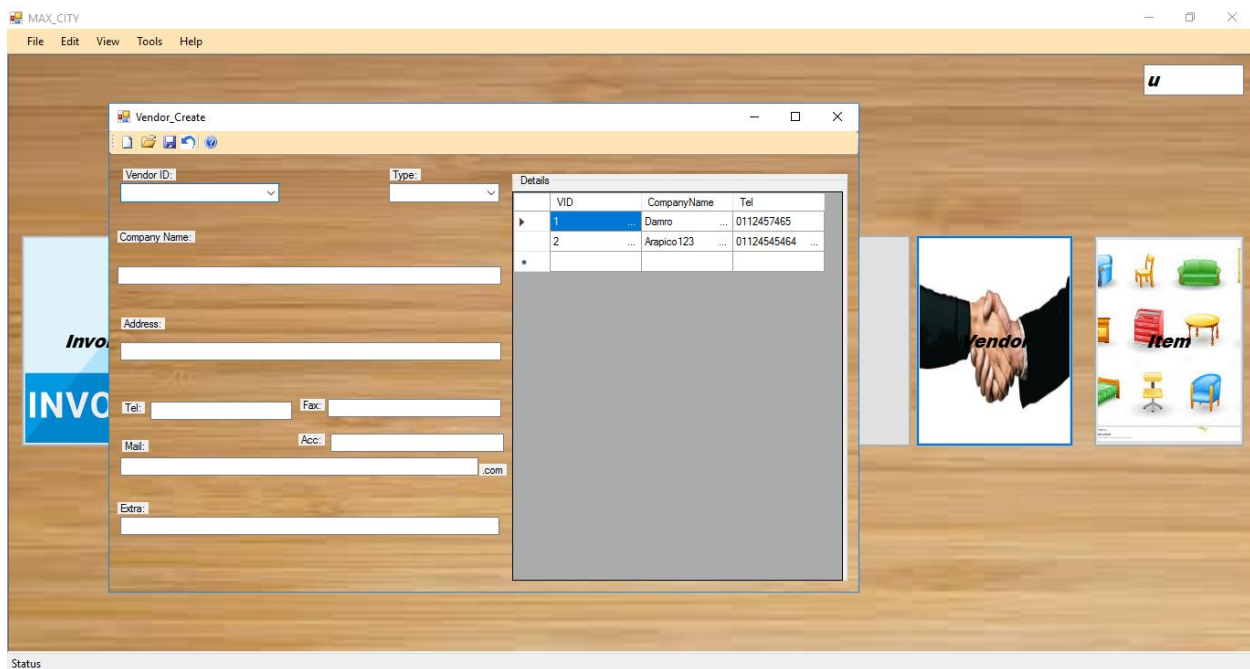 MAX_CITY
File Edit View Tools Help
u
Vendor_Create
Vendor ID: Type:
Details
VID CompanyName Tel
1 ... Damro ... 0112457465
2 ... Arapico123 ... 01124545464 ...
Company Name:
Address:
Invo
INVO
Vendor
Item
Tel: Fax:
Acc:
Mail:
.com
Extra:
Status